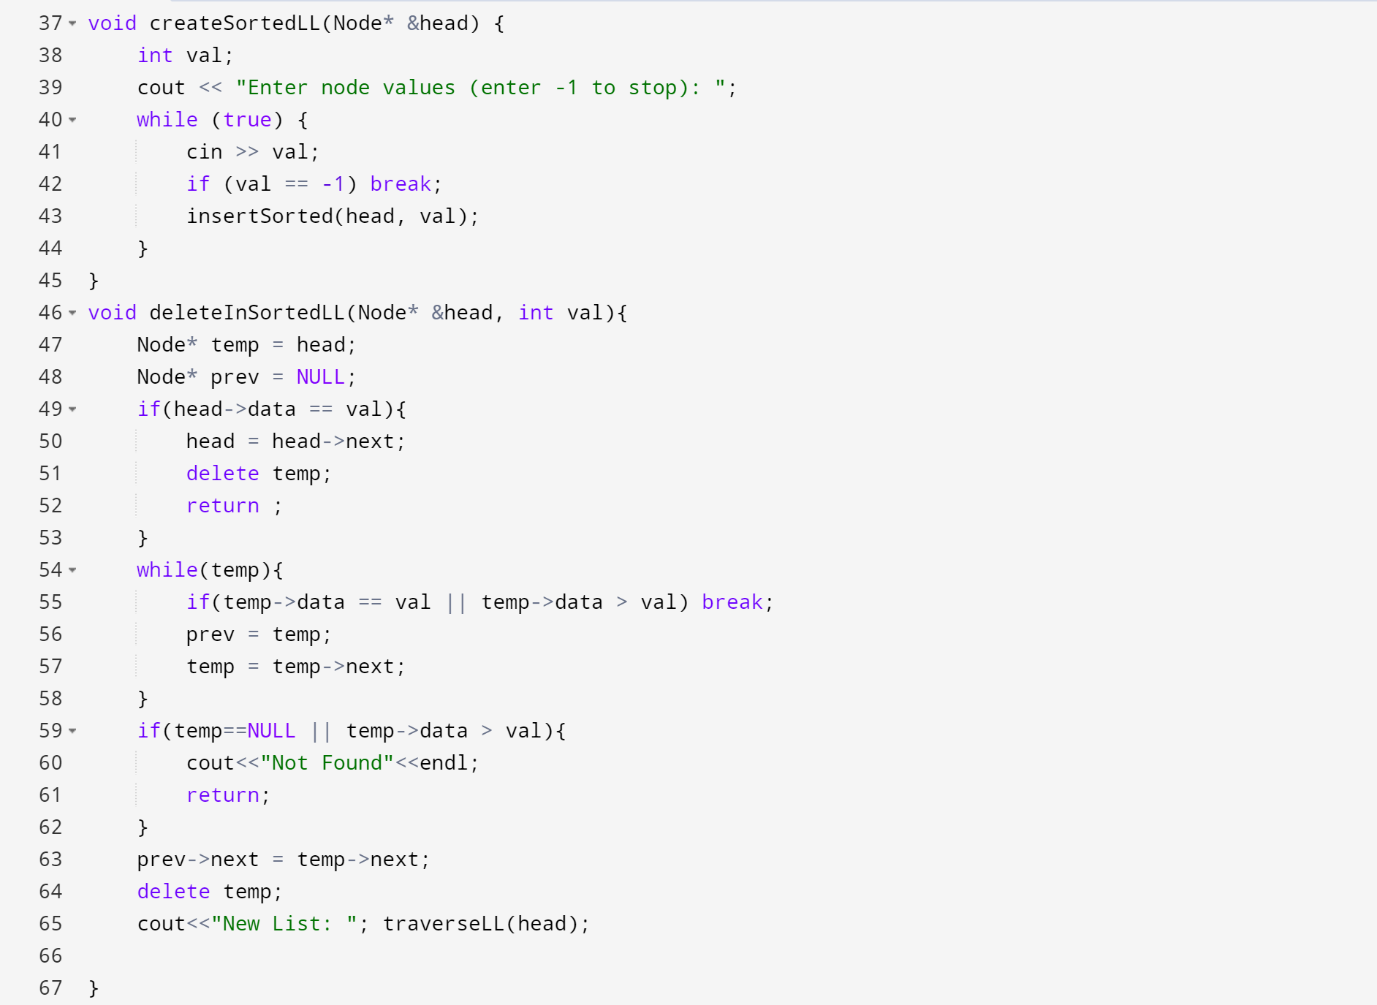 37 void createSortedLL(Node* &head) {
38     int val;
39     cout << "Enter node values (enter -1 to stop): ";
40     while (true) {
41         cin >> val;
42         if (val == -1) break;
43         insertSorted(head, val);
44     }
45 }
46 void deleteInSortedLL(Node* &head, int val){
47     Node* temp = head;
48     Node* prev = NULL;
49     if(head->data == val){
50         head = head->next;
51         delete temp;
52         return ;
53     }
54     while(temp){
55         if(temp->data == val || temp->data > val) break;
56         prev = temp;
57         temp = temp->next;
58     }
59     if(temp==NULL || temp->data > val){
60         cout<<"Not Found"<<endl;
61         return;
62     }
63     prev->next = temp->next;
64     delete temp;
65     cout<<"New List: "; traverseLL(head);
66
67 }